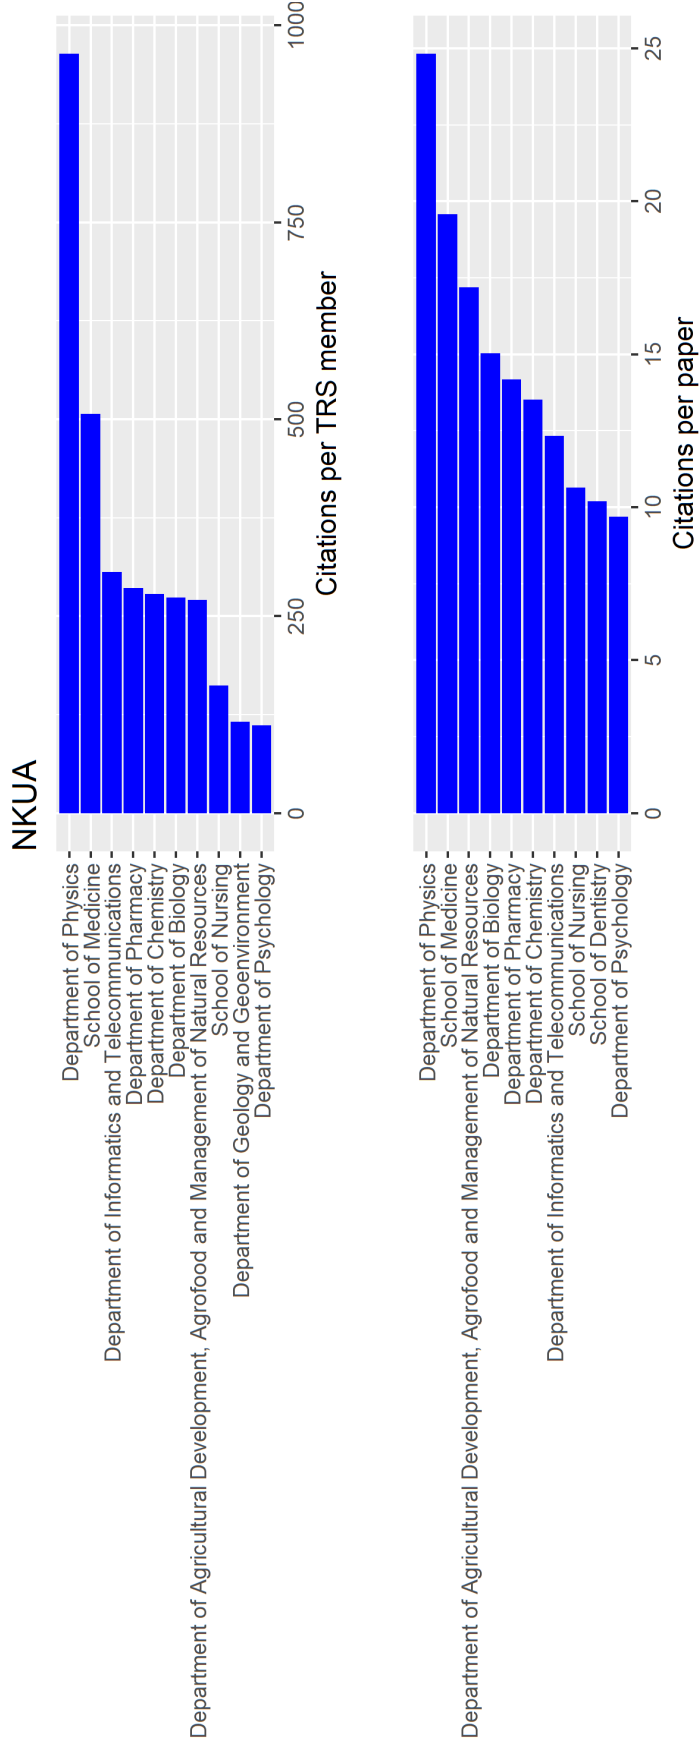 NKUA
Department of Physics
School of Medicine
Department of Informatics and Telecommunications
Department of Pharmacy
Department of Chemistry
Department of Biology
Department of Agricultural Development, Agrofood and Management of Natural Resources
School of Nursing
Department of Geology and Geoenvironment
Department of Psychology
0 250 500 750 1000
Citations per TRS member
Department of Physics
School of Medicine
Department of Agricultural Development, Agrofood and Management of Natural Resources
Department of Biology
Department of Pharmacy
Department of Chemistry
Department of Informatics and Telecommunications
School of Nursing
School of Dentistry
Department of Psychology
0 5 10 15 20 25
Citations per paper